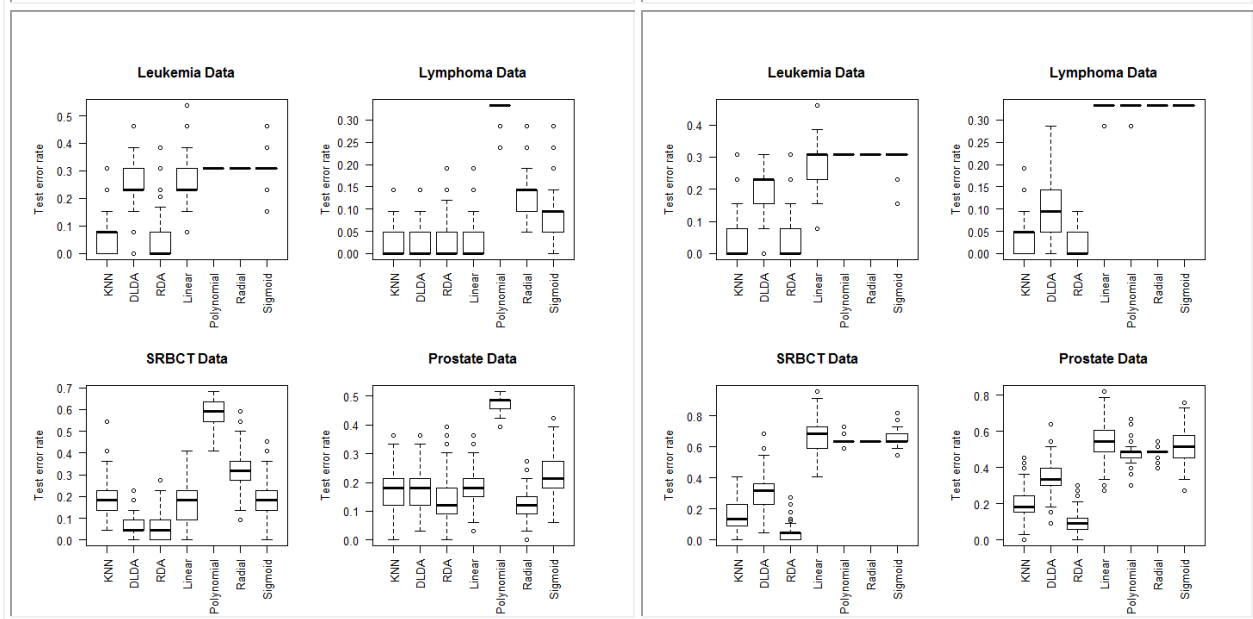 Leukemia Data
Test error rate
0.5
0.4
0.3
0.2
0.1
0.0
KNN
DLDA
RDA
Linear
Polynomial
Radial
Sigmoid
Lymphoma Data
Test error rate
0.30
0.25
0.20
0.15
0.10
0.05
0.00
KNN
DLDA
RDA
Linear
Polynomial
Radial
Sigmoid
SRBCT Data
Test error rate
0.7
0.6
0.5
0.4
0.3
0.2
0.1
0.0
KNN
DLDA
RDA
Linear
Polynomial
Radial
Sigmoid
Prostate Data
Test error rate
0.5
0.4
0.3
0.2
0.1
0.0
KNN
DLDA
RDA
Linear
Polynomial
Radial
Sigmoid
Leukemia Data
Test error rate
0.4
0.3
0.2
0.1
0.0
KNN
DLDA
RDA
Linear
Polynomial
Radial
Sigmoid
Lymphoma Data
Test error rate
0.30
0.25
0.20
0.15
0.10
0.05
0.00
KNN
DLDA
RDA
Linear
Polynomial
Radial
Sigmoid
SRBCT Data
Test error rate
0.8
0.6
0.4
0.2
0.0
KNN
DLDA
RDA
Linear
Polynomial
Radial
Sigmoid
Prostate Data
Test error rate
0.8
0.6
0.4
0.2
0.0
KNN
DLDA
RDA
Linear
Polynomial
Radial
Sigmoid